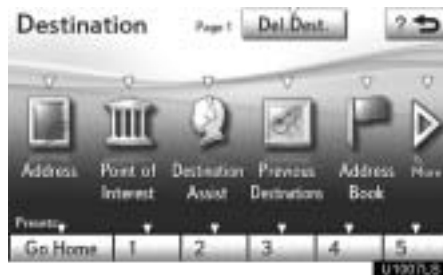 Destination Page 1 Del.Dest. ?
Address Point of Interest Destination Assist Previous Destinations Address Book More
Presets
Go Home 1 2 3 4 5